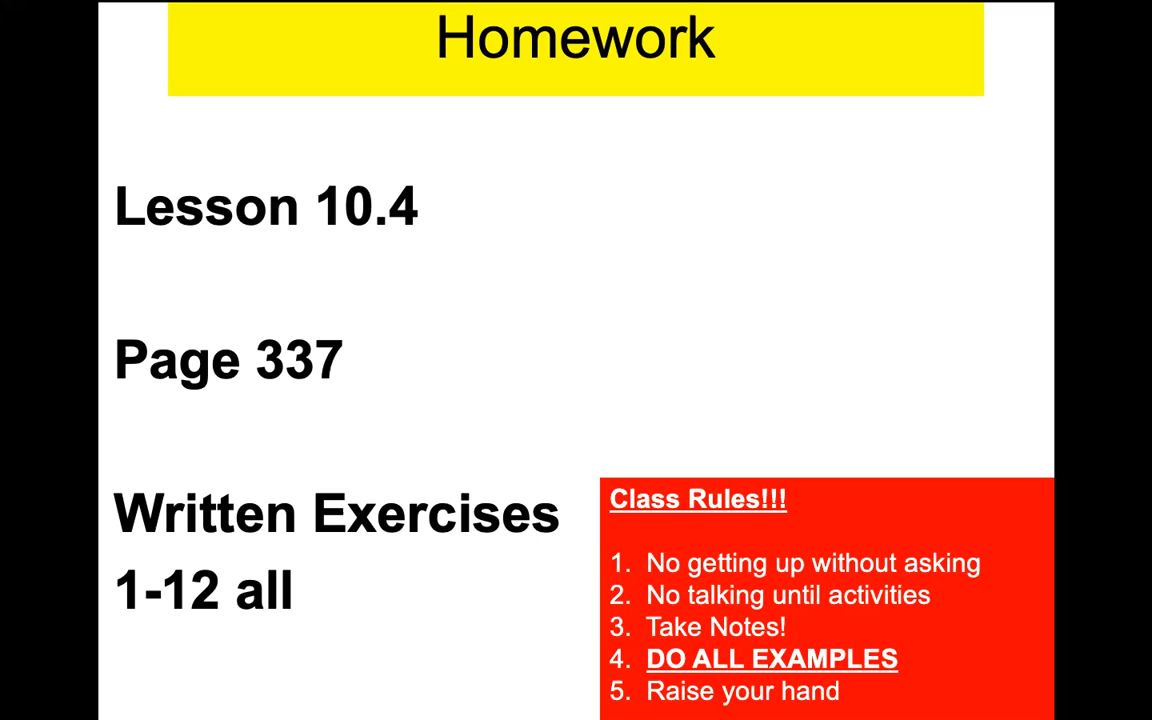 Homework
Lesson 10.4
Page 337
Written Exercises
1-12 all
Class Rules!!!
1. No getting up without asking
2. No talking until activities
3. Take Notes!
4. DO ALL EXAMPLES
5. Raise your hand